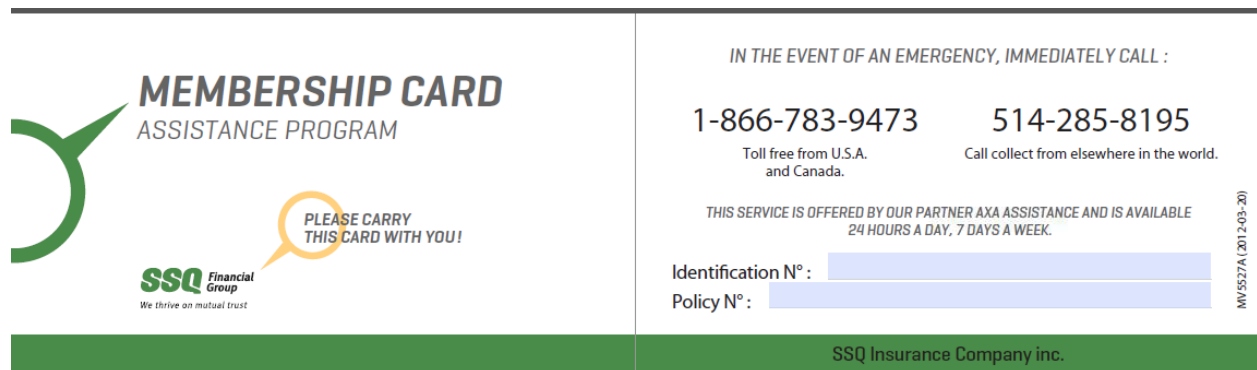 MEMBERSHIP CARD
ASSISTANCE PROGRAM
PLEASE CARRY
THIS CARD WITH YOU!
SSQ Financial
Group
We thrive on mutual trust
IN THE EVENT OF AN EMERGENCY, IMMEDIATELY CALL :
1-866-783-9473
Toll free from U.S.A.
and Canada.
514-285-8195
Call collect from elsewhere in the world.
THIS SERVICE IS OFFERED BY OUR PARTNER AXA ASSISTANCE AND IS AVAILABLE
24 HOURS A DAY, 7 DAYS A WEEK.
Identification N° :
Policy N° :
MV5527A (2012-03-20)
SSQ Insurance Company inc.